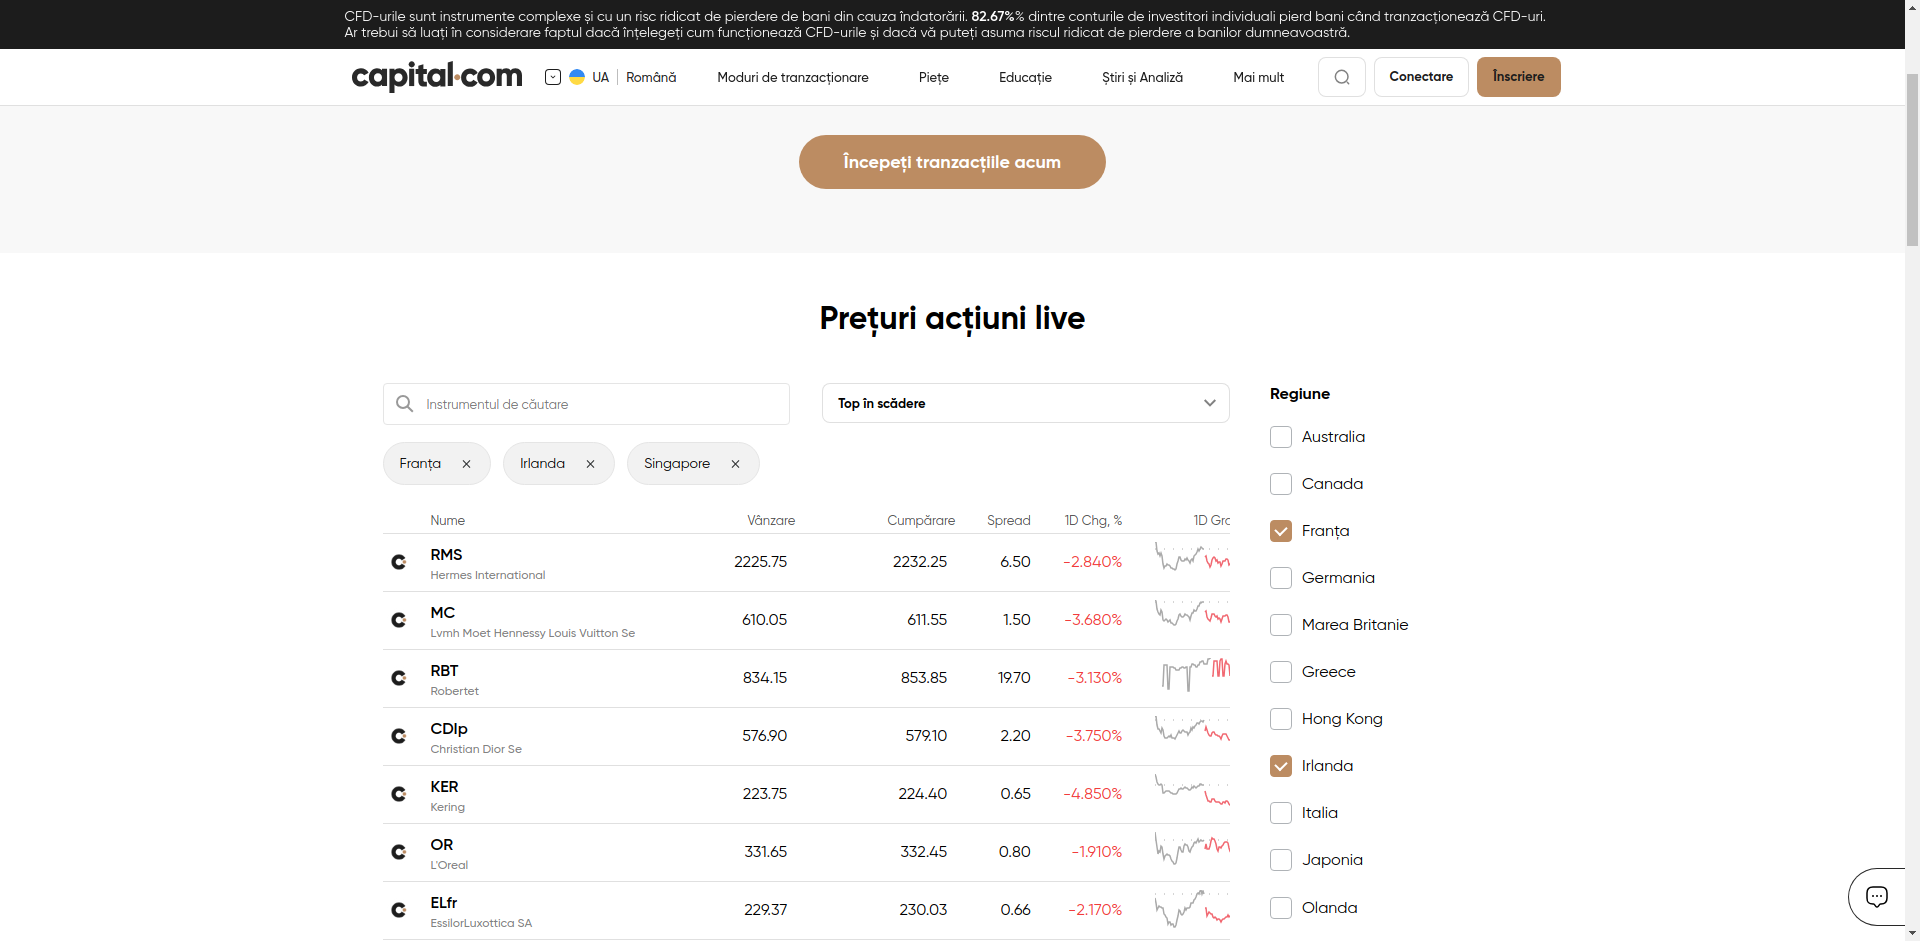 CFD-urile sunt instrumente complexe și cu un risc ridicat de pierdere de bani din cauza îndatorării. 82.67%% dintre conturile de investitori individuali pierd bani când tranzacționează CFD-uri.
Ar trebui să luați în considerare faptul dacă înțelegeți cum funcționează CFD-urile și dacă vă puteți asuma riscul ridicat de pierdere a banilor dumneavoastră.
capital.com UA Română Moduri de tranzacționare Piețe Educație Știri și Analiză Mai mult Conectare Înscriere
Începeți tranzacțiile acum
Prețuri acțiuni live
Instrumentul de căutare
Top în scădere
Franța × Irlanda × Singapore ×
Nume Vânzare Cumpărare Spread 1D Chg, % 1D Gra
RMS 2225.75 2232.25 6.50 -2.840%
Hermes International
MC 610.05 611.55 1.50 -3.680%
Lvmh Moet Hennessy Louis Vuitton Se
RBT 834.15 853.85 19.70 -3.130%
Robertet
CDIp 576.90 579.10 2.20 -3.750%
Christian Dior Se
KER 223.75 224.40 0.65 -4.850%
Kering
OR 331.65 332.45 0.80 -1.910%
L'Oreal
ELfr 229.37 230.03 0.66 -2.170%
EssilorLuxottica SA
Regiune
Australia
Canada
Franța
Germania
Marea Britanie
Greece
Hong Kong
Irlanda
Italia
Japonia
Olanda